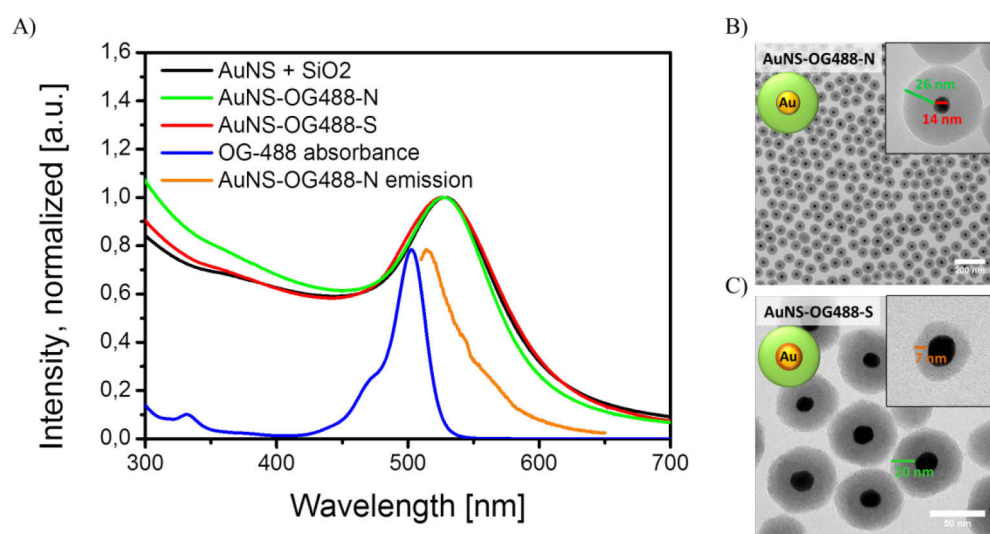 A)
1,6
1,4
1,2
1,0
0,8
0,6
0,4
0,2
0,0
300
400
500
600
700
Intensity, normalized [a.u.]
Wavelength [nm]
AuNS + SiO2
AuNS-OG488-N
AuNS-OG488-S
OG-488 absorbance
AuNS-OG488-N emission
B)
AuNS-OG488-N
Au
26 nm
14 nm
200 nm
C)
AuNS-OG488-S
Au
7 nm
20 nm
50 nm